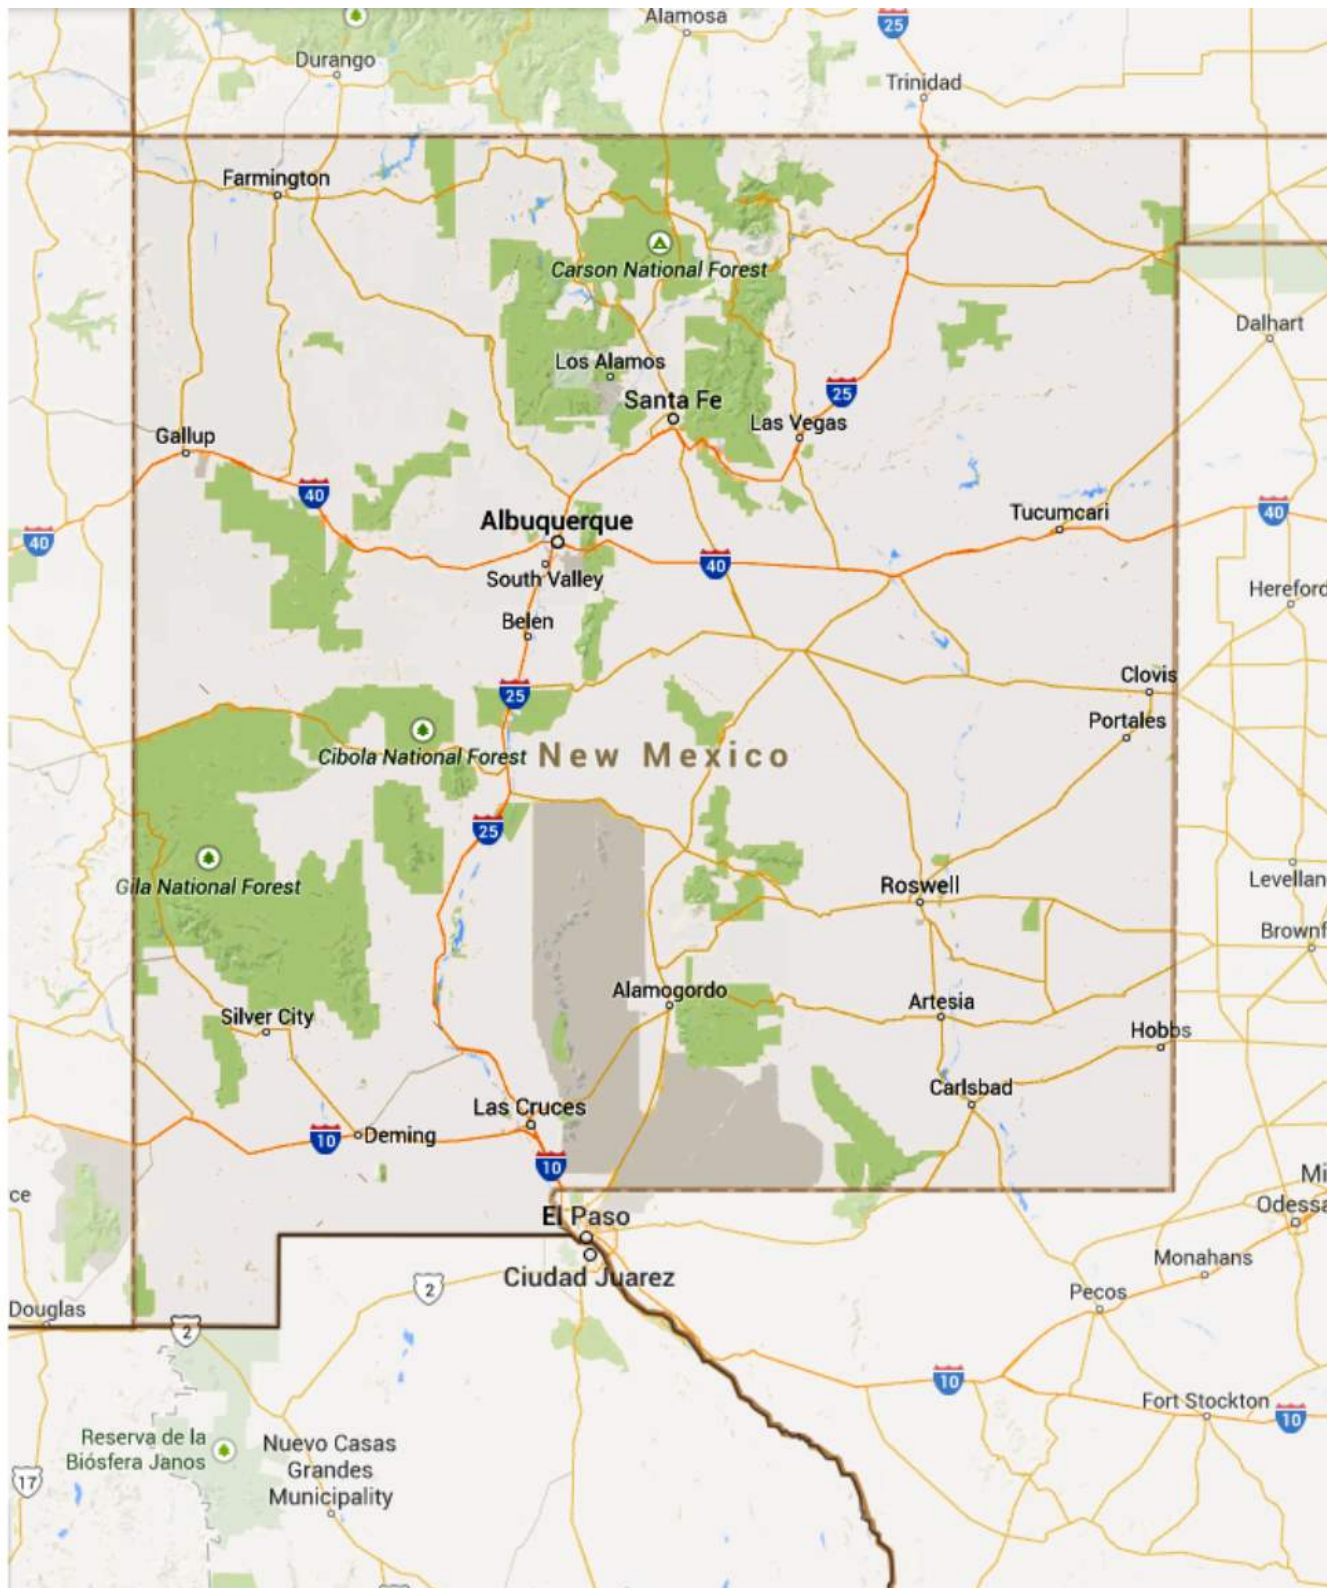 Alamosa
25
Durango
Trinidad
Farmington
Carson National Forest
Dalhart
Los Alamos
25
Santa Fe
Las Vegas
Gallup
40
Tucumcari
40
Albuquerque
40
40
South Valley
Hereford
Belen
Clovis
25
Portales
Cibola National Forest
New Mexico
25
Gila National Forest
Roswell
Levellan
Brownf
Alamogordo
Artesia
Silver City
Hobbs
Carlsbad
Las Cruces
10
Deming
10
Mi
ce
Odessa
El Paso
Monahans
Ciudad Juarez
2
Pecos
Douglas
2
10
Fort Stockton
10
Reserva de la
Biósfera Janos
Nuevo Casas
Grandes
Municipality
17